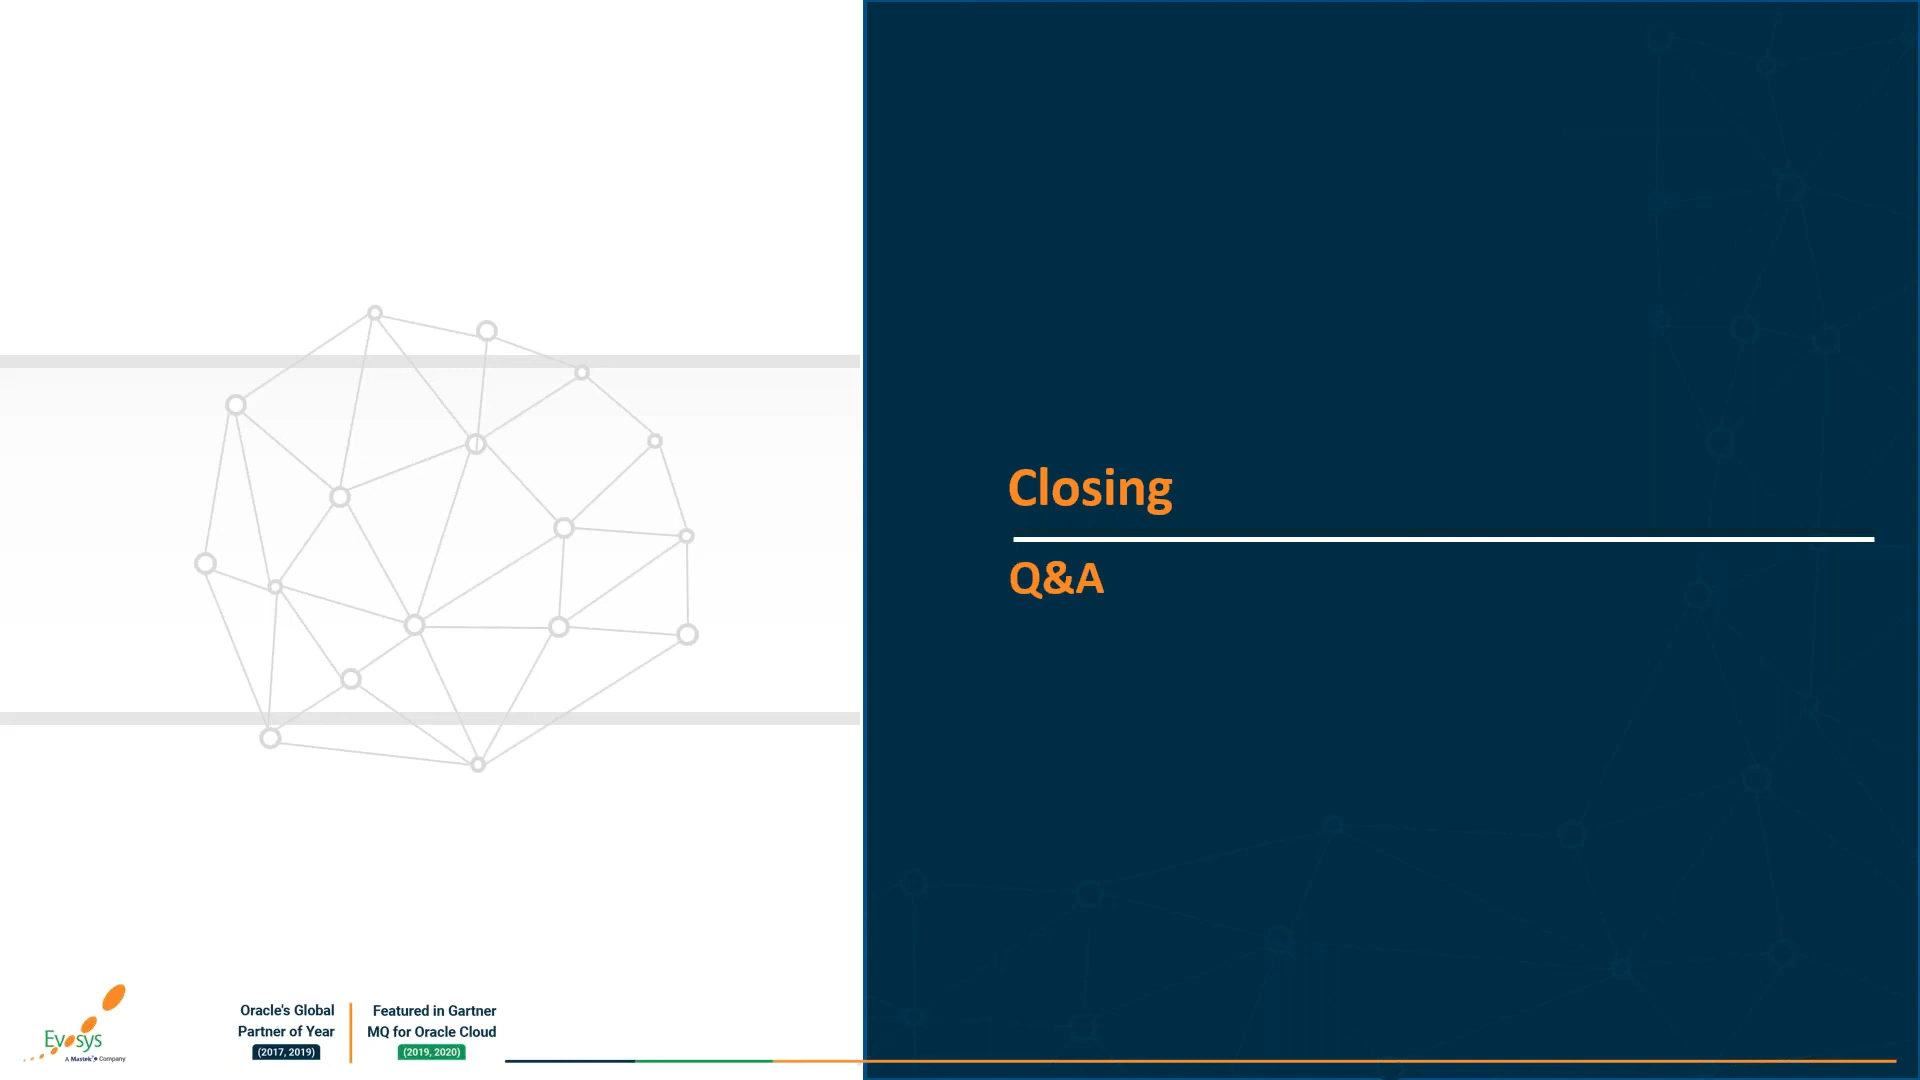 Closing
Q&A
Evosys
A Mastek Company
Oracle's Global
Partner of Year
(2017, 2019)
Featured in Gartner
MQ for Oracle Cloud
(2019, 2020)